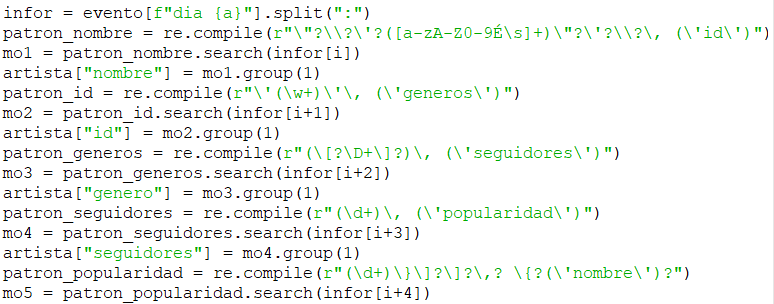 infor = evento[f"dia {a}"].split(":")
patron_nombre = re.compile(r"\"?\\?\'?([a-zA-Z0-9É\s]+)\"?\'?\\?\, (\'id\')")
mo1 = patron_nombre.search(infor[i])
artista["nombre"] = mo1.group(1)
patron_id = re.compile(r"\'(\w+)\'\, (\'generos\')")
mo2 = patron_id.search(infor[i+1])
artista["id"] = mo2.group(1)
patron_generos = re.compile(r"(\[?\D+\]?)\, (\'seguidores\')")
mo3 = patron_generos.search(infor[i+2])
artista["genero"] = mo3.group(1)
patron_seguidores = re.compile(r"(\d+)\, (\'popularidad\')")
mo4 = patron_seguidores.search(infor[i+3])
artista["seguidores"] = mo4.group(1)
patron_popularidad = re.compile(r"(\d+)\}\]?\]?\,? \{?(\'nombre\')?")
mo5 = patron_popularidad.search(infor[i+4])